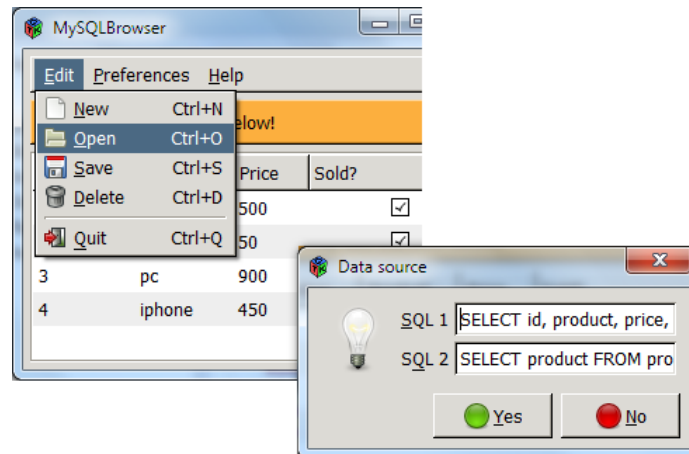 MySQLBrowser
Edit Preferences Help
New Ctrl+N
Open Ctrl+O
Save Ctrl+S
Delete Ctrl+D
Quit Ctrl+Q
elow!
Price Sold?
500
50
3 pc 900
4 iphone 450
Data source
SQL 1 SELECT id, product, price,
SQL 2 SELECT product FROM pro
Yes No